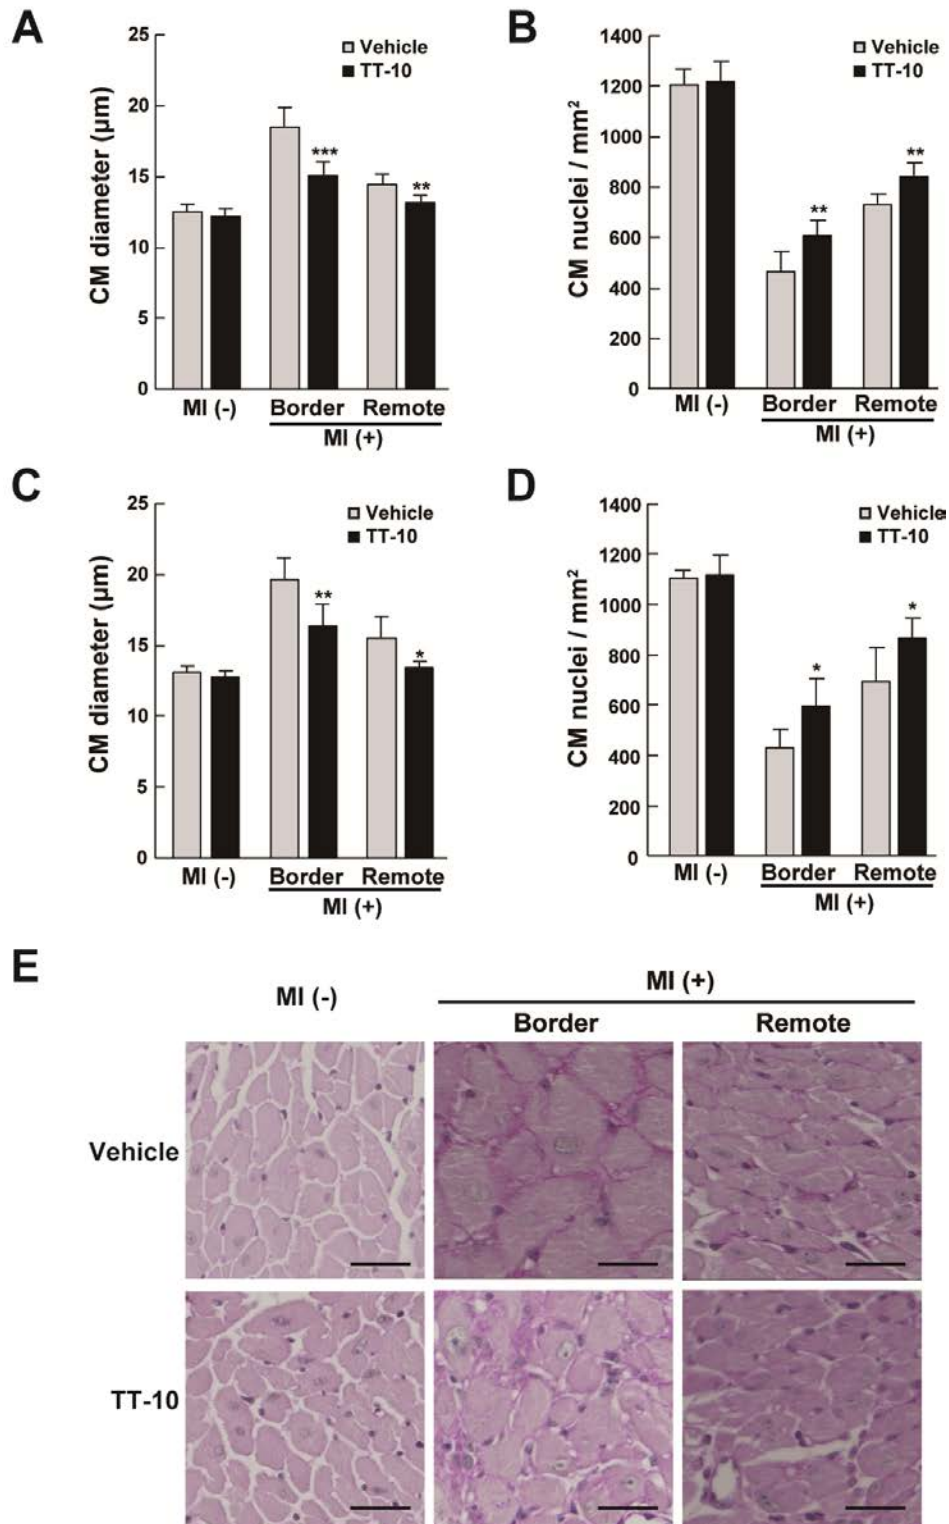 A
CM diameter (μm)
25
20
15
10
5
0
Vehicle
TT-10
***
**
MI (-)
Border
Remote
MI (+)
B
CM nuclei / mm²
1400
1200
1000
800
600
400
200
0
Vehicle
TT-10
**
**
MI (-)
Border
Remote
MI (+)
C
CM diameter (μm)
25
20
15
10
5
0
Vehicle
TT-10
**
*
MI (-)
Border
Remote
MI (+)
D
CM nuclei / mm²
1400
1200
1000
800
600
400
200
0
Vehicle
TT-10
*
*
MI (-)
Border
Remote
MI (+)
E
MI (-)
MI (+)
Border
Remote
Vehicle
TT-10